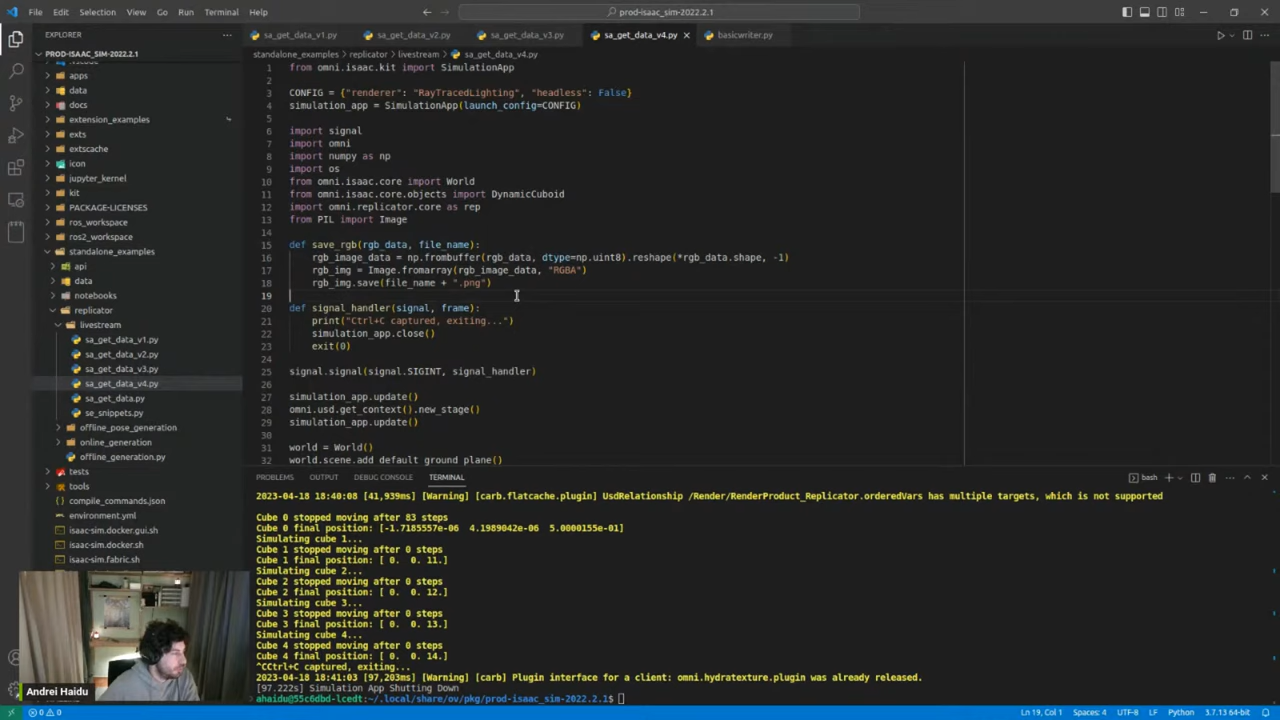 File Edit Selection View Go Run Terminal Help
prod-isaac_sim-2022.2.1
EXPLORER
PROD-ISAAC_SIM-2022.2.1
apps
data
docs
extension_examples
exts
extscache
icon
jupyter_kernel
kit
PACKAGE-LICENSES
ros_workspace
ros2_workspace
standalone_examples
api
data
notebooks
replicator
livestream
sa_get_data_v1.py
sa_get_data_v2.py
sa_get_data_v3.py
sa_get_data_v4.py
sa_get_data.py
se_snippets.py
offline_pose_generation
online_generation
offline_generation.py
tests
tools
compile_commands.json
environment.yml
isaac-sim.docker.gui.sh
isaac-sim.docker.sh
isaac-sim.fabric.sh
sa_get_data_v1.py sa_get_data_v2.py sa_get_data_v3.py sa_get_data_v4.py basicwriter.py
standalone_examples > replicator > livestream > sa_get_data_v4.py
1 from omni.isaac.kit import SimulationApp
2
3 CONFIG = {"renderer": "RayTracedLighting", "headless": False}
4 simulation_app = SimulationApp(launch_config=CONFIG)
5
6 import signal
7 import omni
8 import numpy as np
9 import os
10 from omni.isaac.core import World
11 from omni.isaac.core.objects import DynamicCuboid
12 import omni.replicator.core as rep
13 from PIL import Image
14
15 def save_rgb(rgb_data, file_name):
16 rgb_image_data = np.frombuffer(rgb_data, dtype=np.uint8).reshape(*rgb_data.shape, -1)
17 rgb_img = Image.fromarray(rgb_image_data, "RGBA")
18 rgb_img.save(file_name + ".png")
19
20 def signal_handler(signal, frame):
21 print("Ctrl+C captured, exiting...")
22 simulation_app.close()
23 exit(0)
24
25 signal.signal(signal.SIGINT, signal_handler)
26
27 simulation_app.update()
28 omni.usd.get_context().new_stage()
29 simulation_app.update()
30
31 world = World()
32 world.scene.add_default_ground_plane()
PROBLEMS OUTPUT DEBUG CONSOLE TERMINAL
bash
2023-04-18 18:40:08 [41,939ms] [Warning] [carb.flatcache.plugin] UsdRelationship /Render/RenderProduct_Replicator.orderedVars has multiple targets, which is not supported
Cube 0 stopped moving after 83 steps
Cube 0 final position: [-1.7185557e-06 4.1989042e-06 5.0000155e-01]
Simulating cube 1...
Cube 1 stopped moving after 0 steps
Cube 1 final position: [ 0. 0. 11.]
Simulating cube 2...
Cube 2 stopped moving after 0 steps
Cube 2 final position: [ 0. 0. 12.]
Simulating cube 3...
Cube 3 stopped moving after 0 steps
Cube 3 final position: [ 0. 0. 13.]
Simulating cube 4...
Cube 4 stopped moving after 0 steps
Cube 4 final position: [ 0. 0. 14.]
^CCtrl+C captured, exiting...
2023-04-18 18:41:03 [97,203ms] [Warning] [carb] Plugin interface for a client: omni.hydratexture.plugin was already released.
[97.222s] Simulation App Shutting Down
ahaidu@55c6dbd-lcedt:~/.local/share/ov/pkg/prod-isaac_sim-2022.2.1$
Andrei Haidu
0 0 Ln 19, Col 1 Spaces: 4 UTF-8 LF Python 3.7.13 64-bit